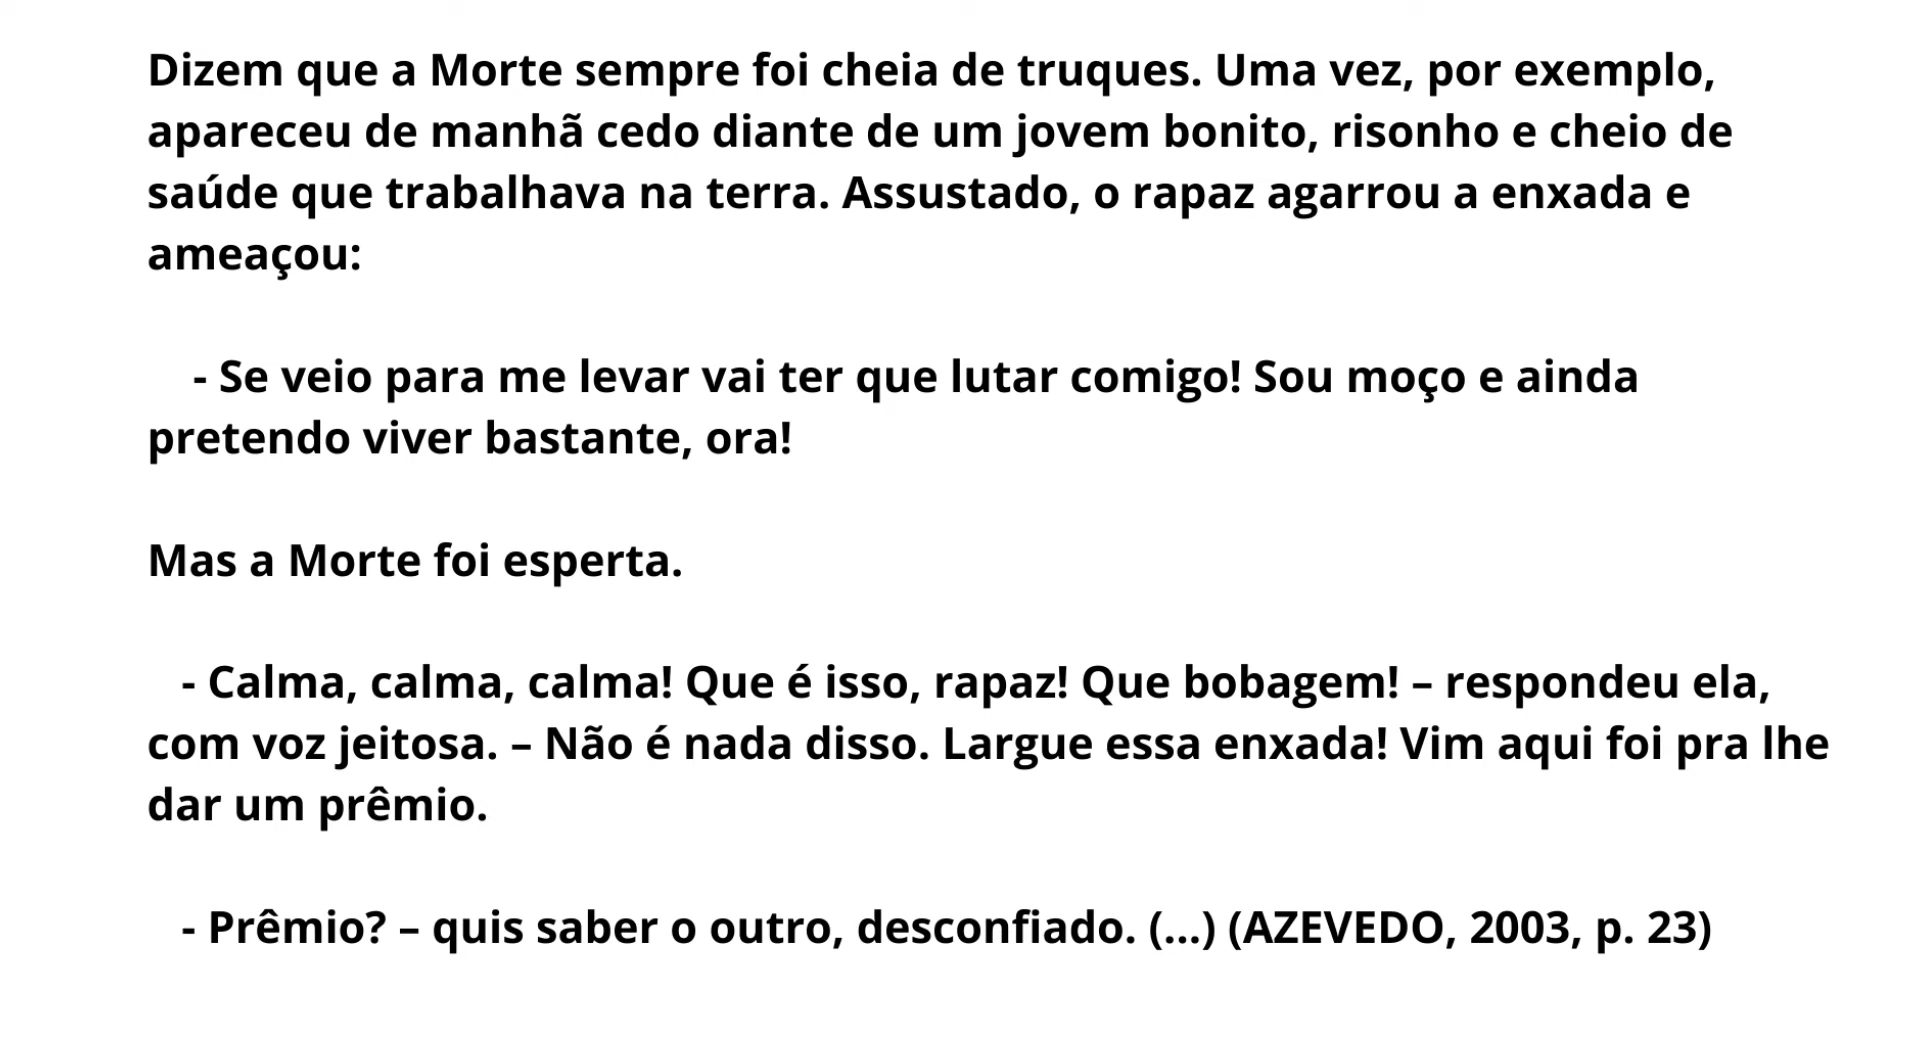 Dizem que a Morte sempre foi cheia de truques. Uma vez, por exemplo,
apareceu de manhã cedo diante de um jovem bonito, risonho e cheio de
saúde que trabalhava na terra. Assustado, o rapaz agarrou a enxada e
ameaçou:
- Se veio para me levar vai ter que lutar comigo! Sou moço e ainda
pretendo viver bastante, ora!
Mas a Morte foi esperta.
- Calma, calma, calma! Que é isso, rapaz! Que bobagem! – respondeu ela,
com voz jeitosa. – Não é nada disso. Largue essa enxada! Vim aqui foi pra lhe
dar um prêmio.
- Prêmio? – quis saber o outro, desconfiado. (...) (AZEVEDO, 2003, p. 23)